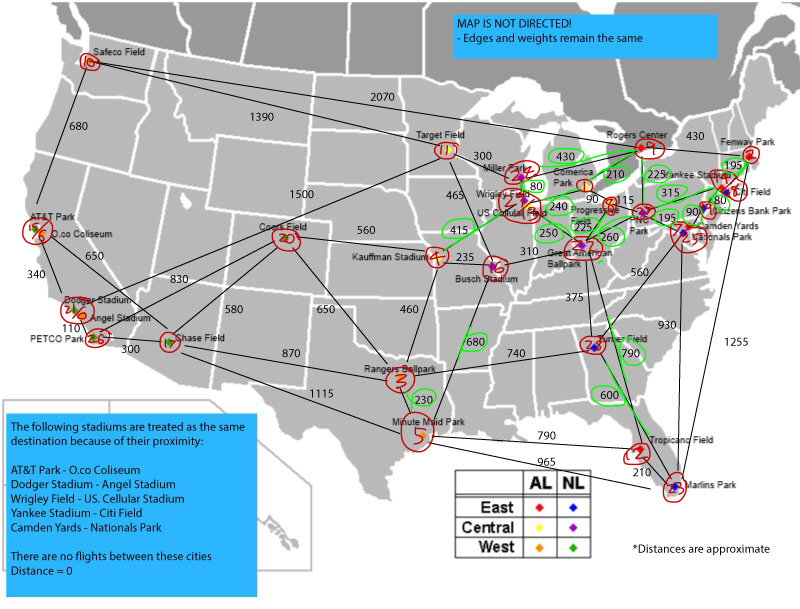 MAP IS NOT DIRECTED!
- Edges and weights remain the same
Safeco Field
2070
1390
680
Target Field
11
300
Rogers Center
9
430
Fenway Park
430
Miller Park
Comerica
Park
210
225
Yankee Stadium
195
80
Wrigley Field
90
115
315
Citi Field
1500
465
US Cellular Field
240
Progressive
Field
PNC
Park
80
Citizens Bank Park
90
195
Camden Yards
Nationals Park
AT&T Park
O.co Coliseum
Coors Field
560
415
250
225
260
Great American
Ballpark
Kauffman Stadium
235
310
Busch Stadium
650
340
830
560
375
Dodger Stadium
Angel Stadium
110
PETCO Park
300
Chase Field
580
650
460
930
680
Turner Field
790
1255
870
740
Rangers Ballpark
3
600
230
1115
Minute Maid Park
5
790
Tropicana Field
965
210
Marlins Park
The following stadiums are treated as the same
destination because of their proximity:
AT&T Park - O.co Coliseum
Dodger Stadium - Angel Stadium
Wrigley Field - US. Cellular Stadium
Yankee Stadium - Citi Field
Camden Yards - Nationals Park
There are no flights between these cities
Distance = 0
AL NL
East
Central
West
*Distances are approximate